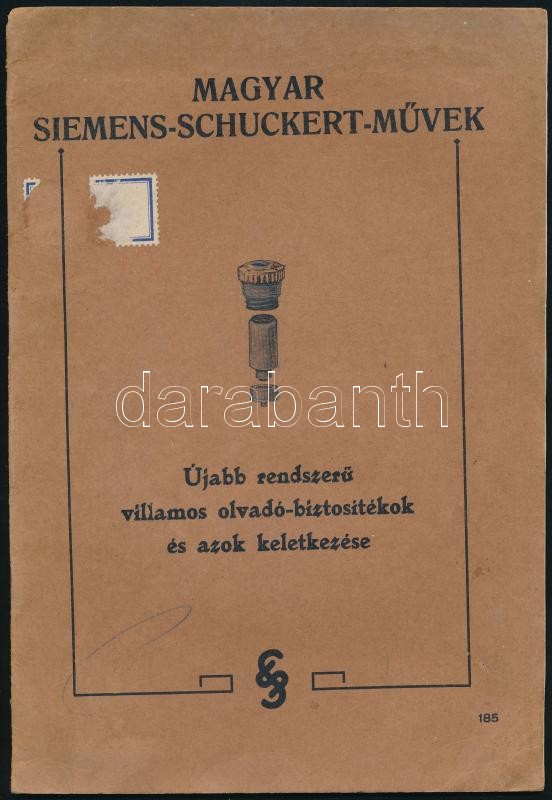 MAGYAR
SIEMENS-SCHUCKERT-MŰVEK
darabanth
Újabb rendszerű
villamos olvadó-biztosítékok
és azok keletkezése
185